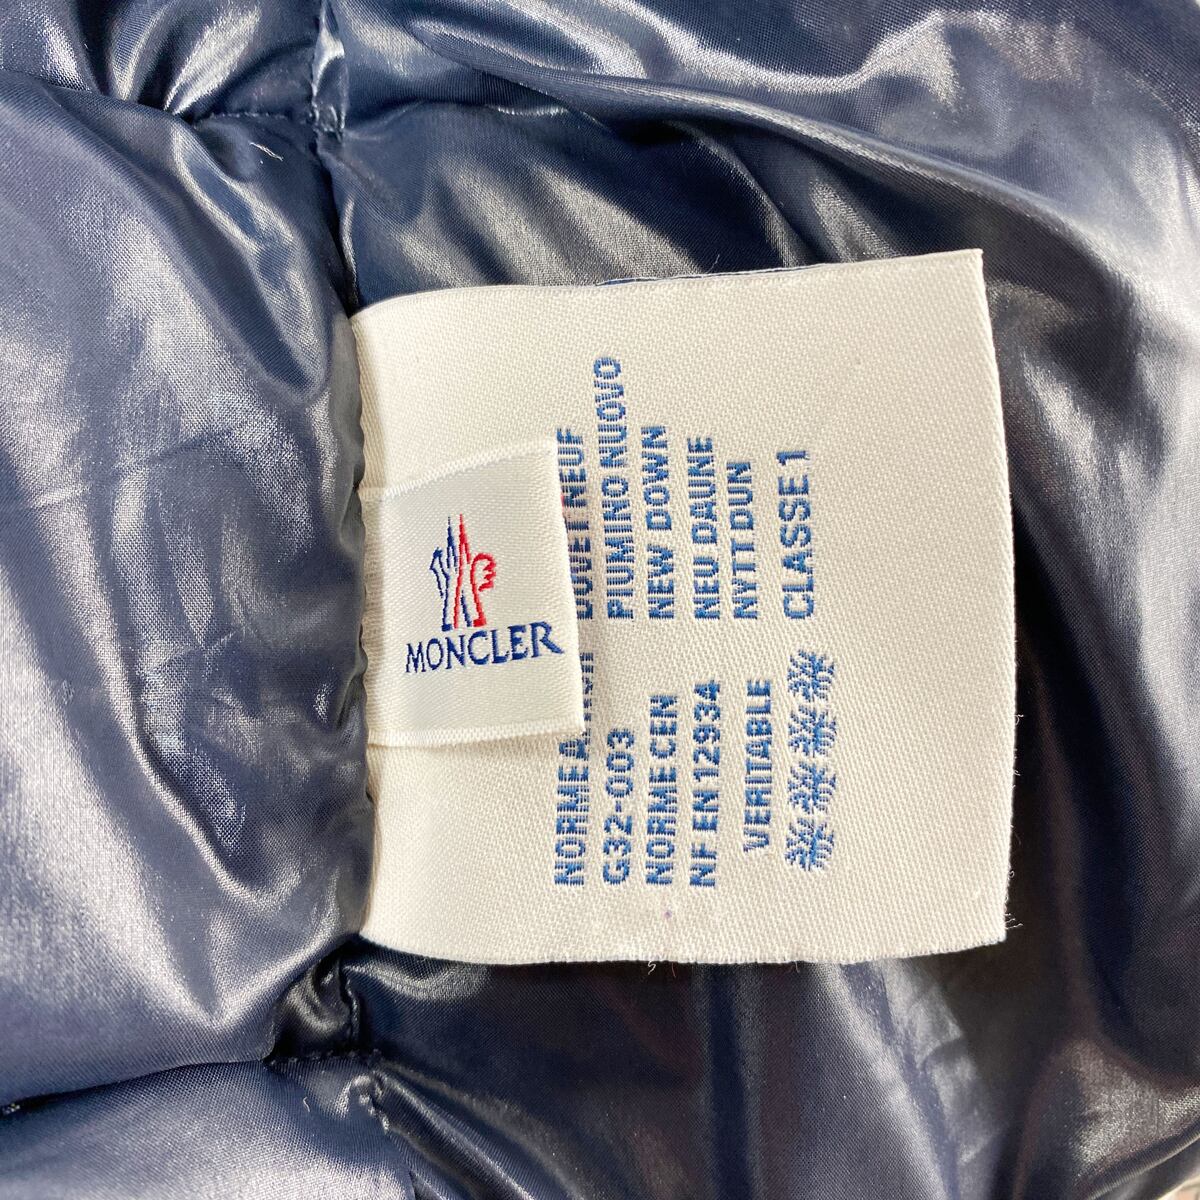 MONCLER
NORME
NEUF
G32-003
PIUMINO NUOVO
NORME CEN
NEW DOWN
NF EN 12934
NEU DAUNE
VERITABLE
NYTT DUN
CLASSE 1